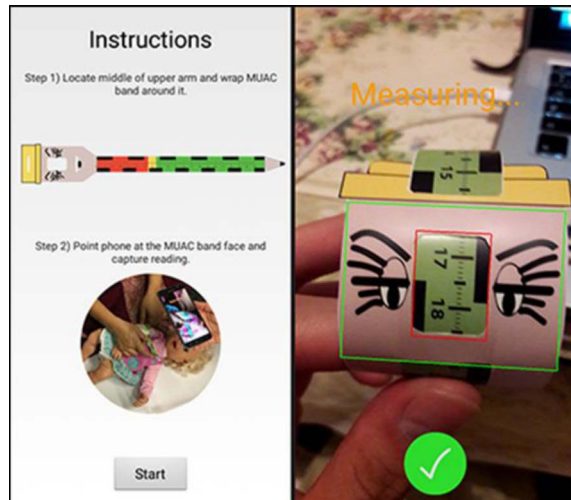 Instructions
Step 1) Locate middle of upper arm and wrap MUAC
band around it.
Step 2) Point phone at the MUAC band face and
capture reading.
Start
Measuring...
15
17
18